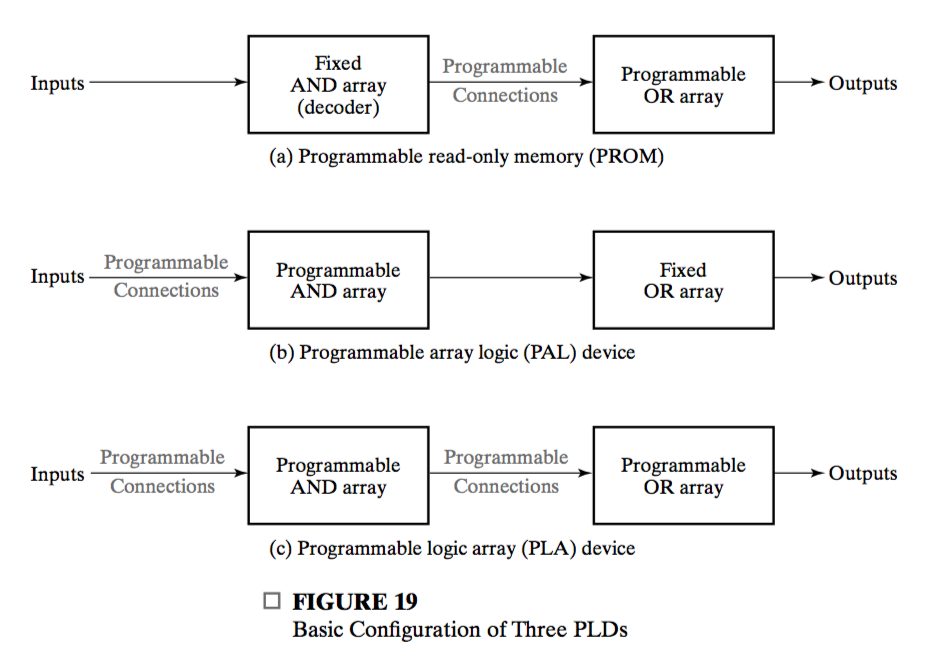 Inputs
Fixed
AND array
(decoder)
Programmable
Connections
Programmable
OR array
Outputs
(a) Programmable read-only memory (PROM)
Inputs
Programmable
Connections
Programmable
AND array
Fixed
OR array
Outputs
(b) Programmable array logic (PAL) device
Inputs
Programmable
Connections
Programmable
AND array
Programmable
Connections
Programmable
OR array
Outputs
(c) Programmable logic array (PLA) device
FIGURE 19
Basic Configuration of Three PLDs